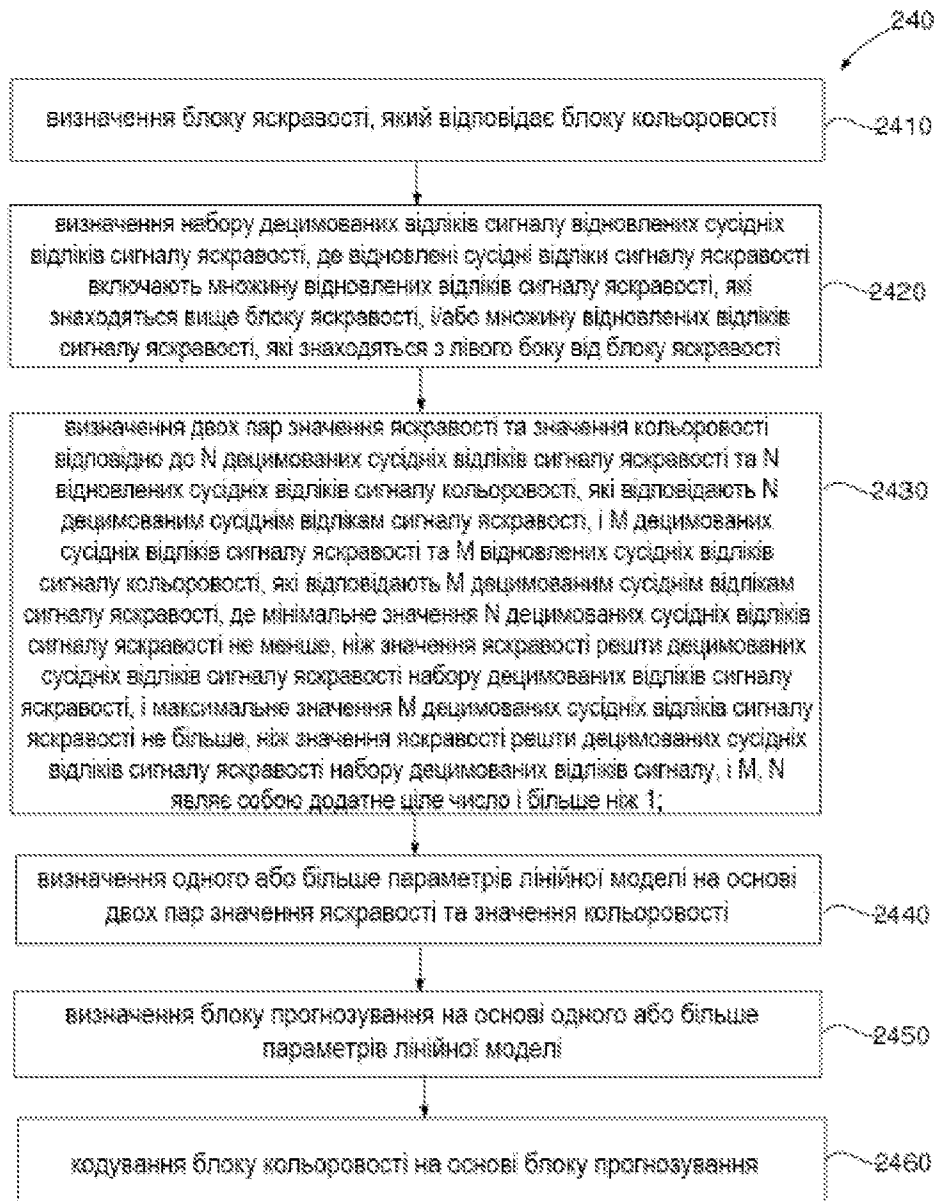 240
визначення блоку яскравості, який відповідає блоку кольоровості
2410
визначення набору децимованих відліків сигналу відновлених сусідніх
відліків сигналу яскравості, де відновлені сусідні відліки сигналу яскравості
включають множину відновлених відліків сигналу яскравості, які
знаходяться вище блоку яскравості, і/або множину відновлених відліків
сигналу яскравості, які знаходяться з лівого боку від блоку яскравості
2420
визначення двох пар значення яскравості та значення кольоровості
відповідно до N децимованих сусідніх відліків сигналу яскравості та N
відновлених сусідніх відліків сигналу кольоровості, які відповідають N
децимованим сусіднім відлікам сигналу яскравості, і M децимованих
сусідніх відліків сигналу яскравості та M відновлених сусідніх відліків
сигналу кольоровості, які відповідають M децимованим сусіднім відлікам
сигналу яскравості, де мінімальне значення N децимованих сусідніх відліків
сигналу яскравості не менше, ніж значення яскравості решти децимованих
сусідніх відліків сигналу яскравості набору децимованих відліків сигналу
яскравості, і максимальне значення M децимованих сусідніх відліків сигналу
яскравості не більше, ніж значення яскравості решти децимованих сусідніх
відліків сигналу яскравості набору децимованих відліків сигналу, і M, N
являє собою додатне ціле число і більше ніж 1;
2430
визначення одного або більше параметрів лінійної моделі на основі
двох пар значення яскравості та значення кольоровості
2440
визначення блоку прогнозування на основі одного або більше
параметрів лінійної моделі
2450
кодування блоку кольоровості на основі блоку прогнозування
2460